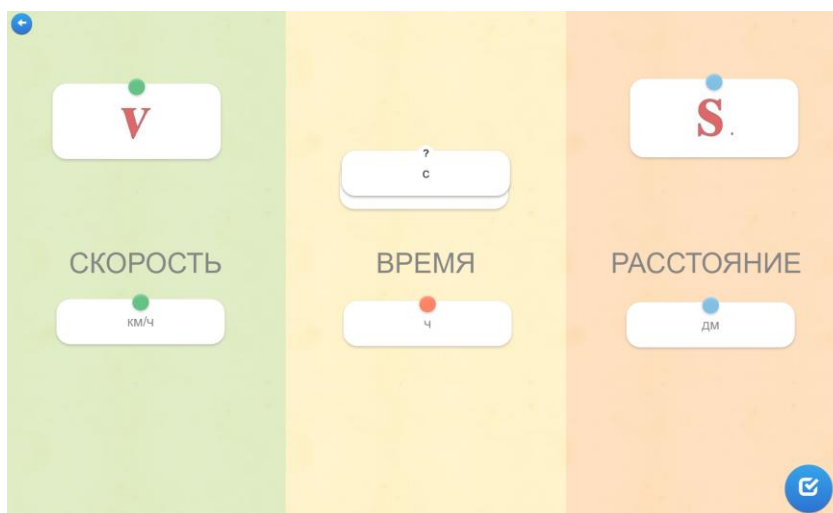 V
S.
?
с
СКОРОСТЬ
ВРЕМЯ
РАССТОЯНИЕ
км/ч
ч
дм